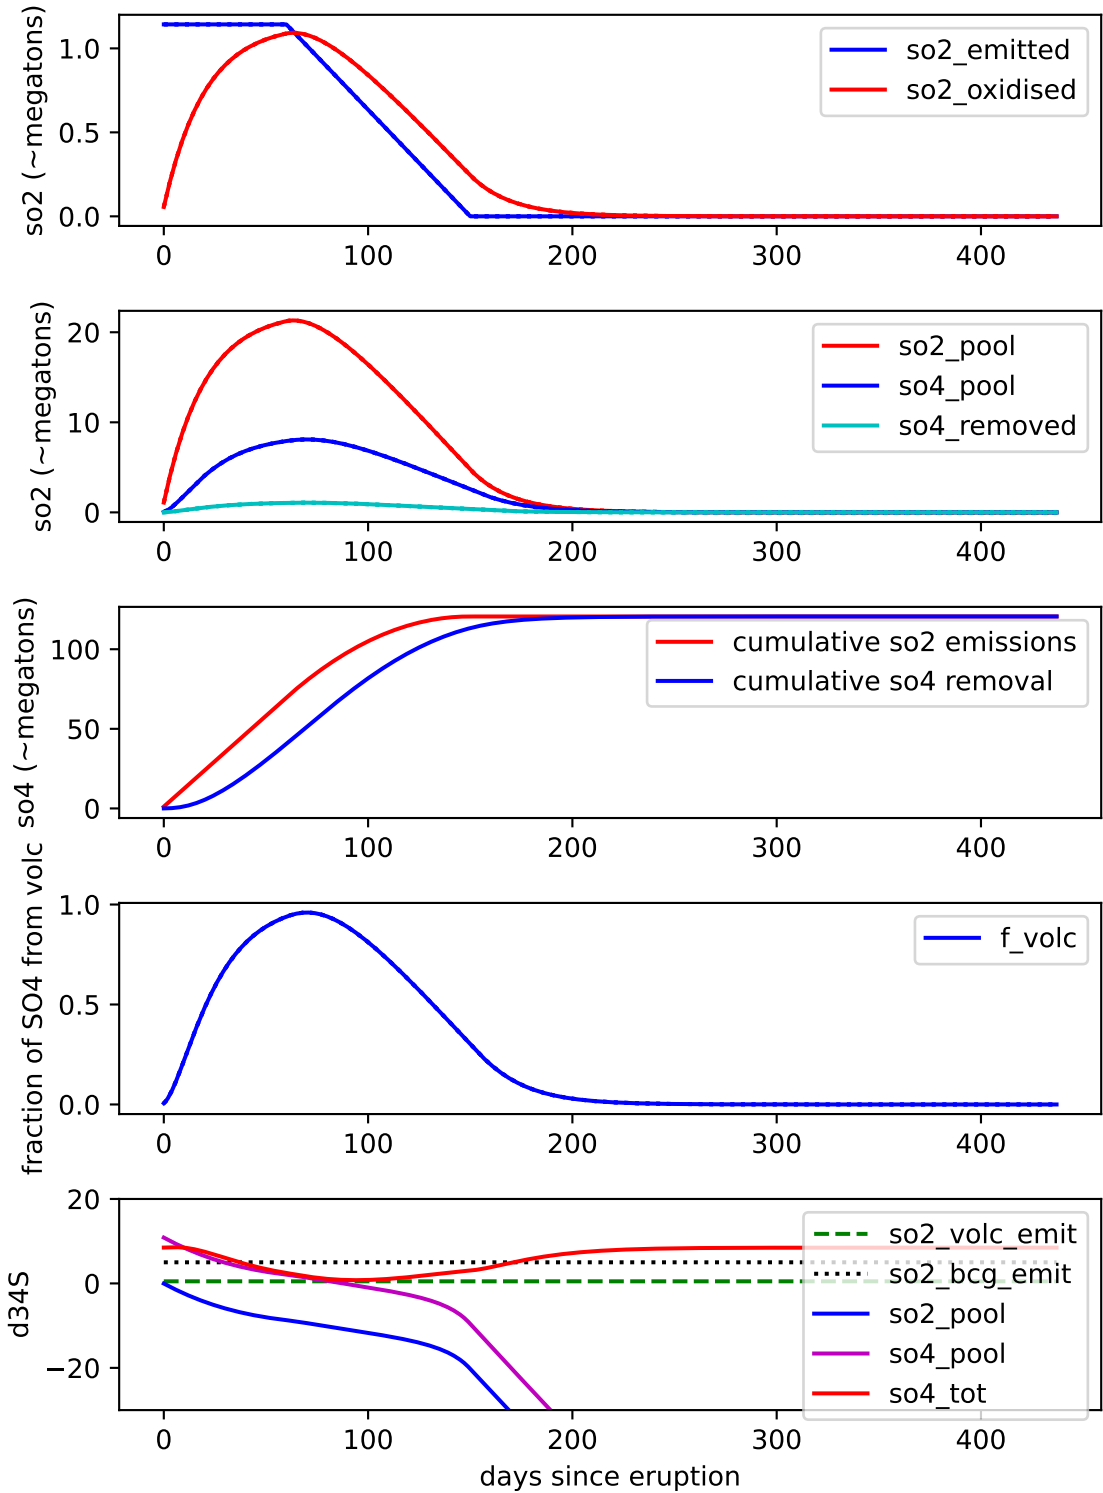 so2 (~megatons)
1.0
0.5
0.0
so2_emitted
so2_oxidised
0 100 200 300 400
so2 (~megatons)
20
10
0
so2_pool
so4_pool
so4_removed
0 100 200 300 400
so4 (~megatons)
100
50
0
cumulative so2 emissions
cumulative so4 removal
0 100 200 300 400
fraction of SO4 from volc
1.0
0.5
0.0
f_volc
0 100 200 300 400
d34S
20
0
−20
so2_volc_emit
so2_bcg_emit
so2_pool
so4_pool
so4_tot
0 100 200 300 400
days since eruption